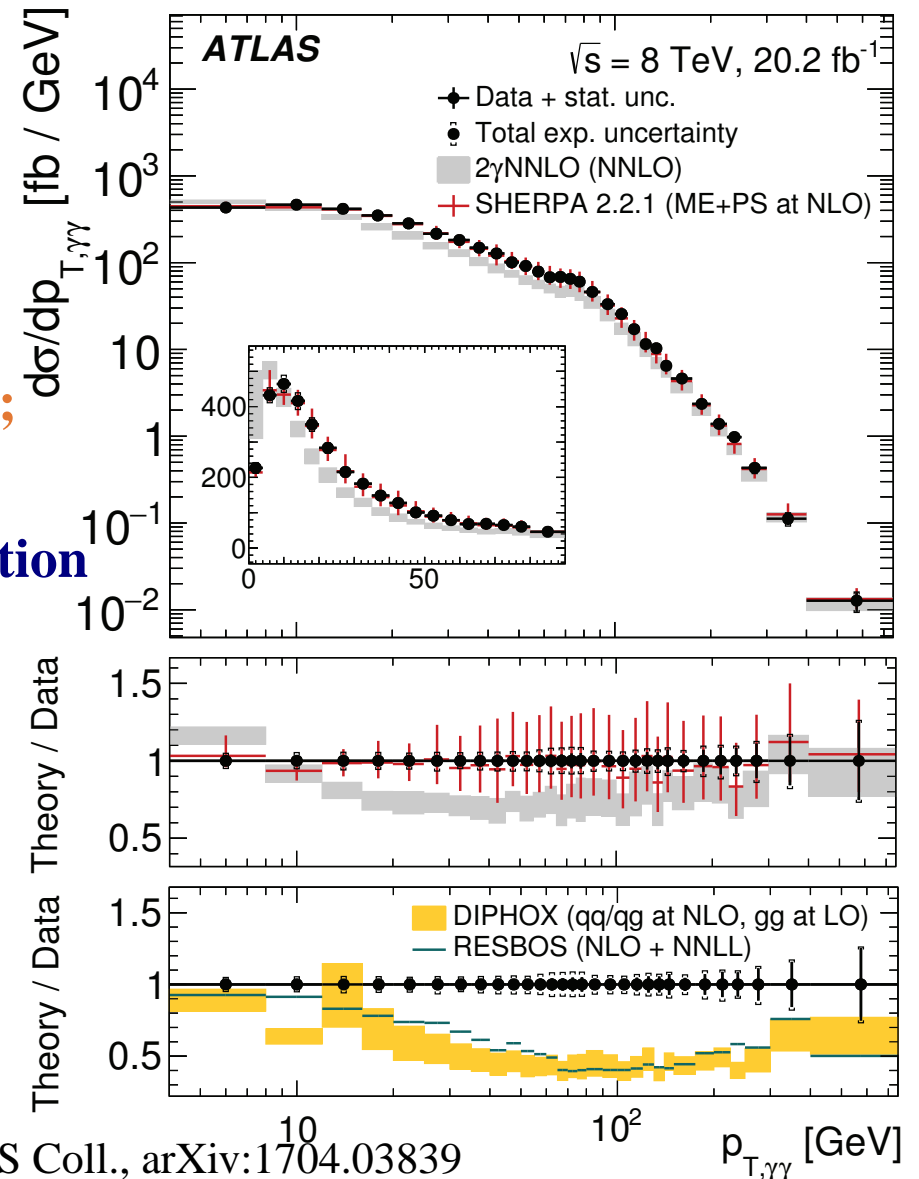 ATLAS
√s = 8 TeV, 20.2 fb⁻¹
Data + stat. unc.
Total exp. uncertainty
2γNNLO (NNLO)
SHERPA 2.2.1 (ME+PS at NLO)
dσ/dp_T,γγ [fb / GeV]
10⁴
10³
10²
10
1
10⁻¹
10⁻²
400
200
0
0 50
;
tion
Theory / Data
1.5
1
0.5
Theory / Data
1.5
1
0.5
DIPHOX (qq/qg at NLO, gg at LO)
RESBOS (NLO + NNLL)
10 10²
p_T,γγ [GeV]
S Coll., arXiv:1704.03839